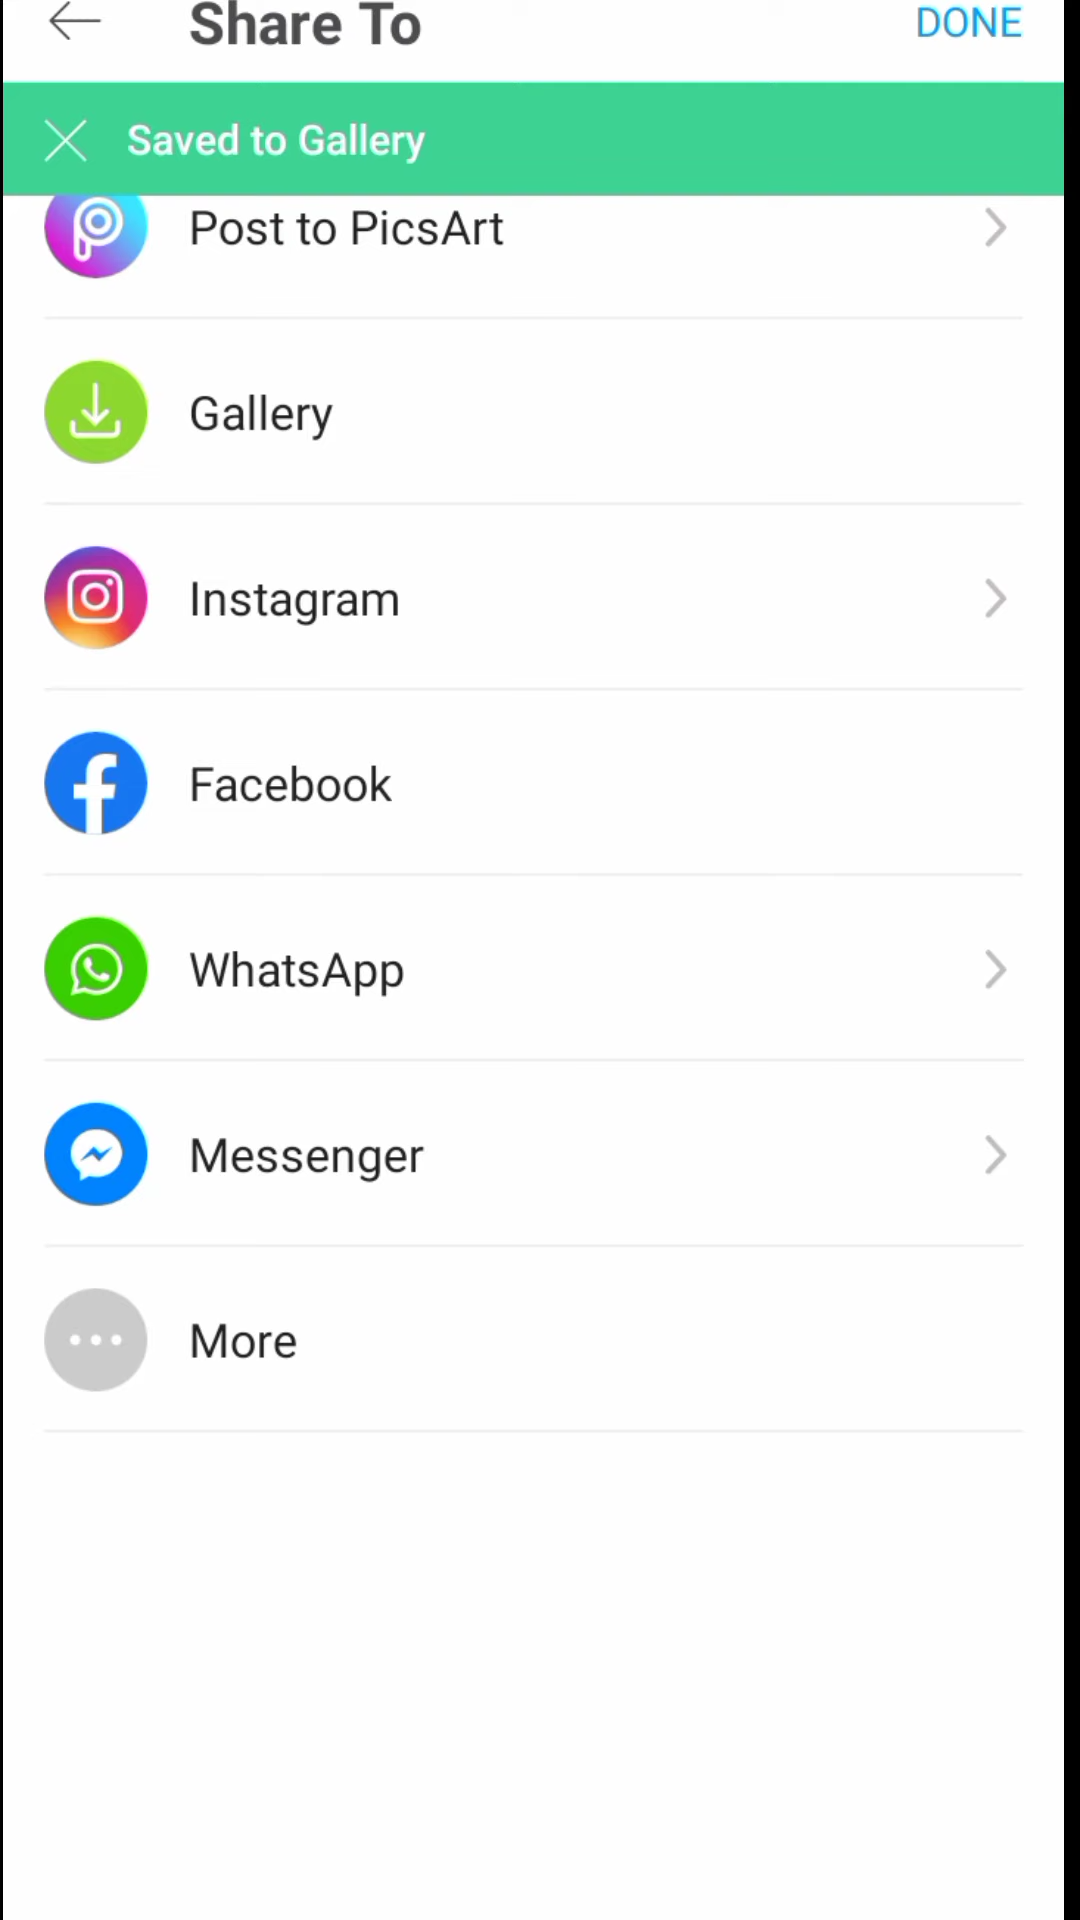 Share To
DONE
Saved to Gallery
Post to PicsArt
Gallery
Instagram
Facebook
WhatsApp
Messenger
More